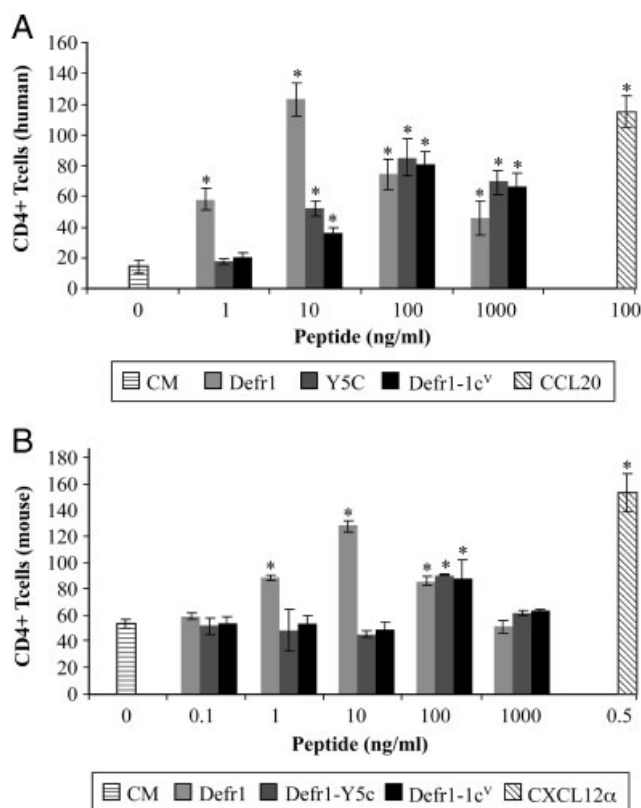 A
160
140
120
100
80
60
40
20
0
CD4+ Tcells (human)
* * * * * * * * * * *
0 1 10 100 1000 100
Peptide (ng/ml)
CM Defr1 Y5C Defr1-1cV CCL20
B
180
160
140
120
100
80
60
40
20
0
CD4+ Tcells (mouse)
* * * * * *
0 0.1 1 10 100 1000 0.5
Peptide (ng/ml)
CM Defr1 Defr1-Y5c Defr1-1cV CXCL12α